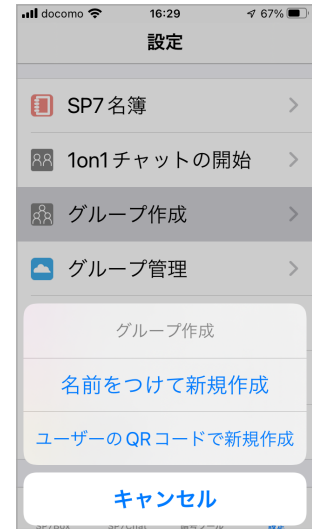 docomo 16:29 67%
設定
SP7名簿
1on1チャットの開始
グループ作成
グループ管理
グループ作成
名前をつけて新規作成
ユーザーのQRコードで新規作成
キャンセル